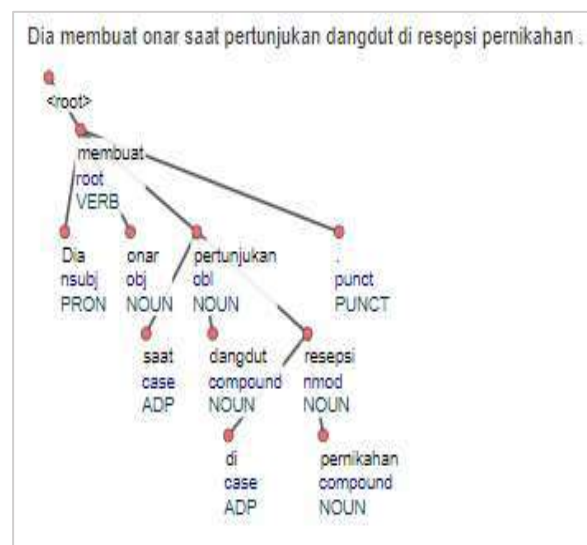 Dia membuat onar saat pertunjukan dangdut di resepsi pernikahan .
<root>
membuat
root
VERB
Dia onar pertunjukan .
nsubj obj obl punct
PRON NOUN NOUN PUNCT
saat dangdut resepsi
case compound nmod
ADP NOUN NOUN
di pernikahan
case compound
ADP NOUN